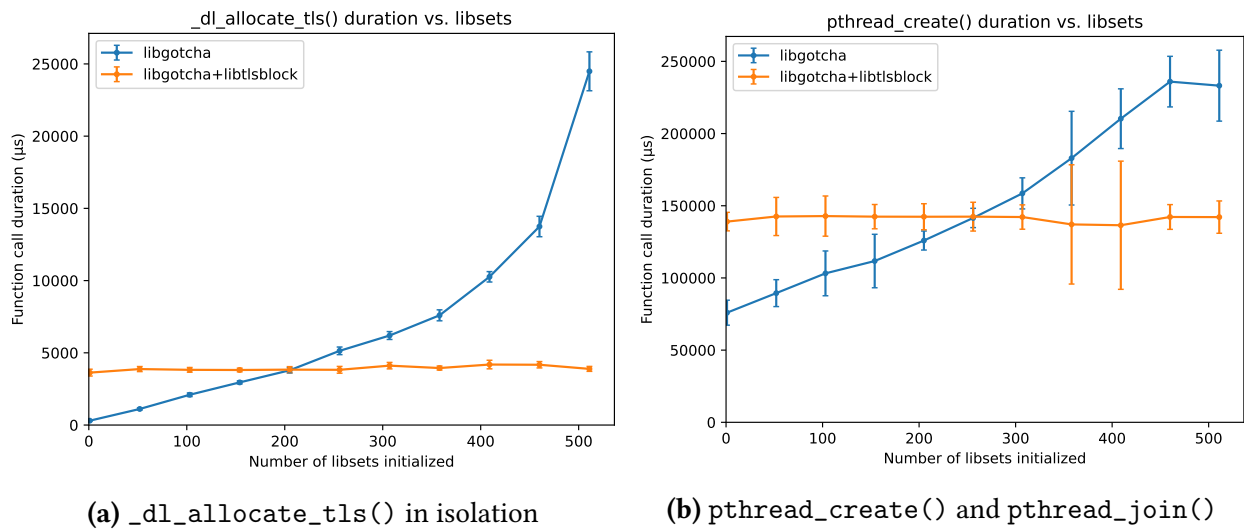 _dl_allocate_tls() duration vs. libsets
libgotcha
libgotcha+libtlsblock
Function call duration (µs)
25000
20000
15000
10000
5000
0
0 100 200 300 400 500
Number of libsets initialized
(a) _dl_allocate_tls() in isolation
pthread_create() duration vs. libsets
libgotcha
libgotcha+libtlsblock
Function call duration (µs)
250000
200000
150000
100000
50000
0
0 100 200 300 400 500
Number of libsets initialized
(b) pthread_create() and pthread_join()